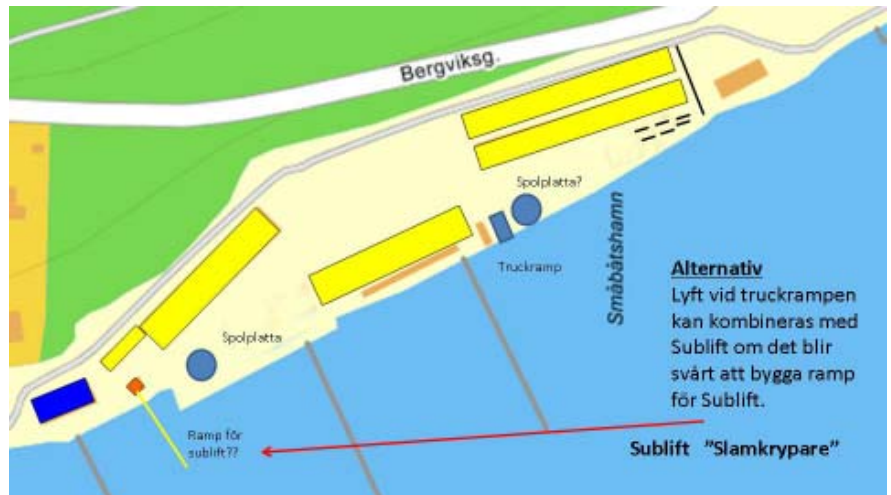 Bergviksg.
Spolplatta?
Truckramp
Småbåtshamn
Spolplatta
Ramp för
sublift??
Alternativ
Lyft vid truckrampen
kan kombineras med
Sublift om det blir
svårt att bygga ramp
för Sublift.
Sublift "Slamkrypare"